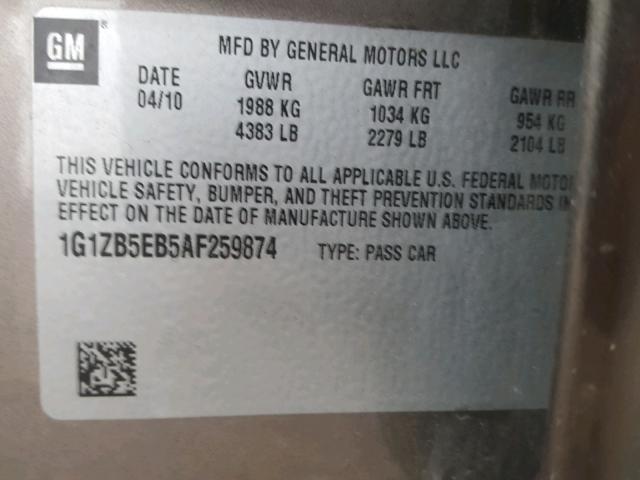 GM ®
MFD BY GENERAL MOTORS LLC
DATE GVWR GAWR FRT GAWR RR
04/10 1988 KG 1034 KG 954 KG
4383 LB 2279 LB 2104 LB
THIS VEHICLE CONFORMS TO ALL APPLICABLE U.S. FEDERAL MOTOR
VEHICLE SAFETY, BUMPER, AND THEFT PREVENTION STANDARDS IN
EFFECT ON THE DATE OF MANUFACTURE SHOWN ABOVE.
1G1ZB5EB5AF259874 TYPE: PASS CAR